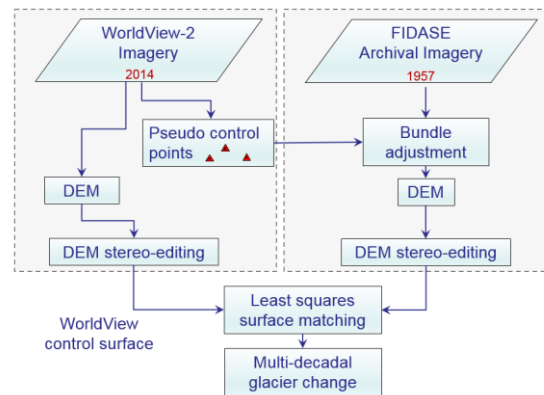 WorldView-2
Imagery
2014
FIDASE
Archival Imagery
1957
Pseudo control
points
Bundle
adjustment
DEM
DEM
DEM stereo-editing
DEM stereo-editing
WorldView
control surface
Least squares
surface matching
Multi-decadal
glacier change